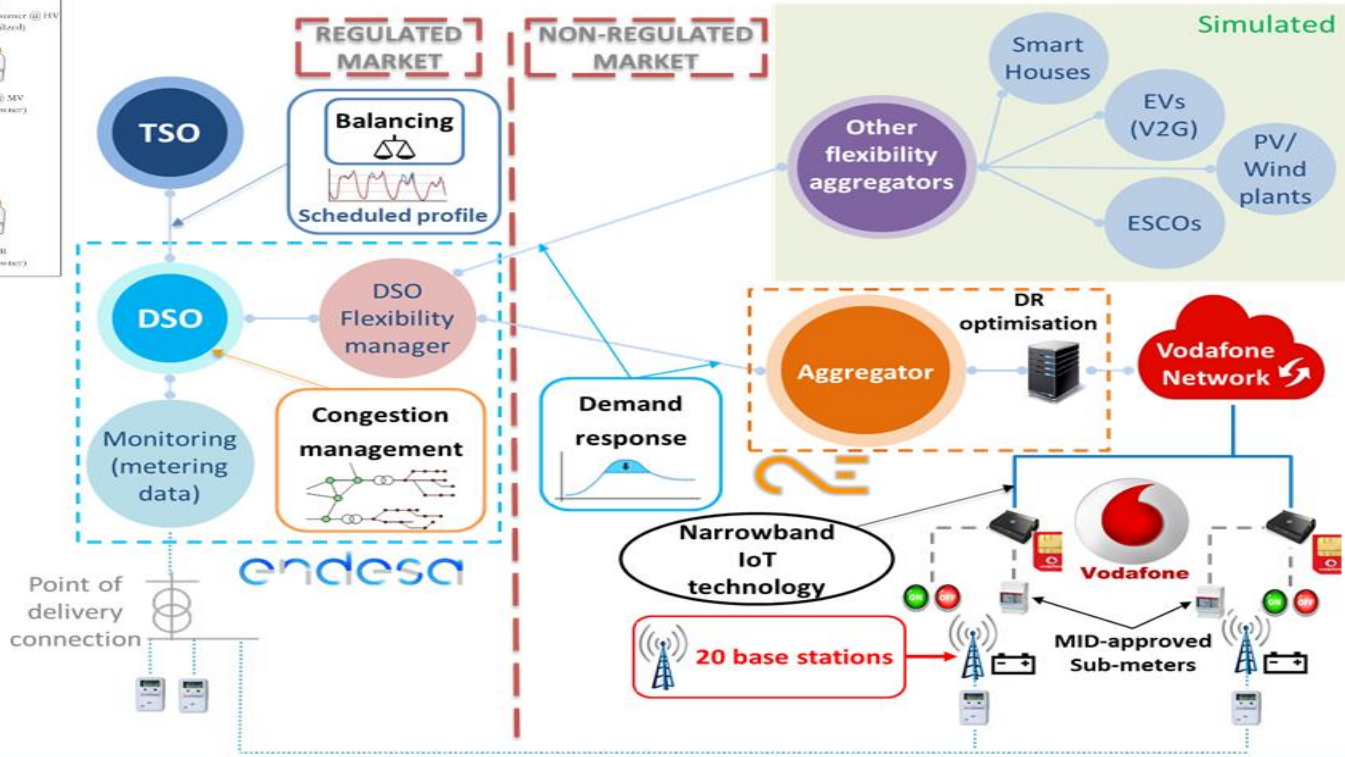 @ HV
@ MV
REGULATED
MARKET
NON-REGULATED
MARKET
Simulated
TSO
Balancing
Scheduled profile
Other
flexibility
aggregators
Smart
Houses
EVs
(V2G)
PV/
Wind
plants
ESCOs
DSO
DSO
Flexibility
manager
Monitoring
(metering
data)
Congestion
management
endesa
Demand
response
Aggregator
DR
optimisation
Vodafone
Network
Narrowband
IoT
technology
Vodafone
ON
OFF
ON
OFF
20 base stations
MID-approved
Sub-meters
Point of
delivery
connection